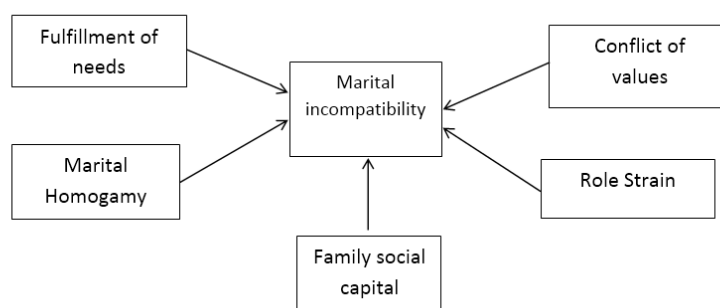 Fulfillment of
needs
Marital
incompatibility
Conflict of
values
Marital
Homogamy
Role Strain
Family social
capital